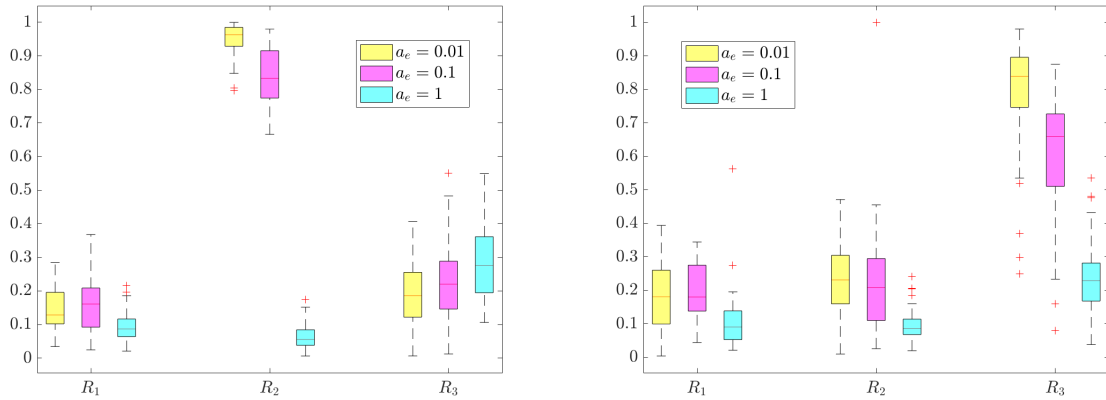 1
0.9
0.8
0.7
0.6
0.5
0.4
0.3
0.2
0.1
0
a_e = 0.01
a_e = 0.1
a_e = 1
R_1 R_2 R_3
1
0.9
0.8
0.7
0.6
0.5
0.4
0.3
0.2
0.1
0
a_e = 0.01
a_e = 0.1
a_e = 1
R_1 R_2 R_3